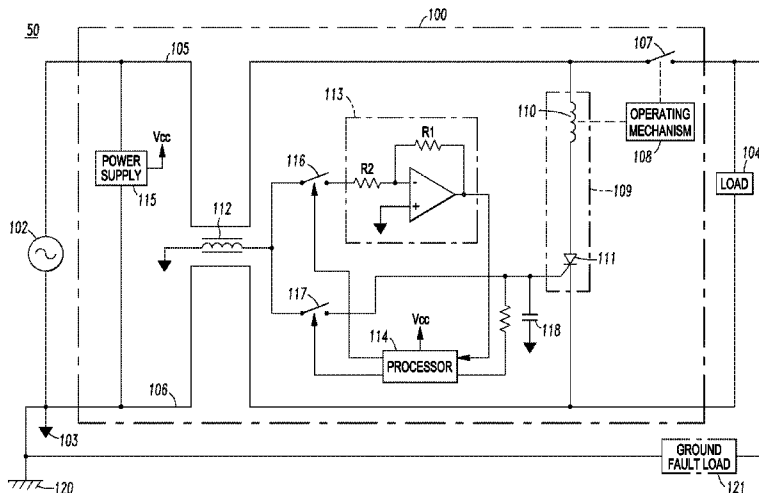 50
100
105
107
113
110
OPERATING
MECHANISM
108
R1
Vcc
116
R2
104
POWER
SUPPLY
115
-
+
LOAD
109
112
102
111
117
Vcc
118
114
PROCESSOR
106
103
GROUND
FAULT LOAD
120
121